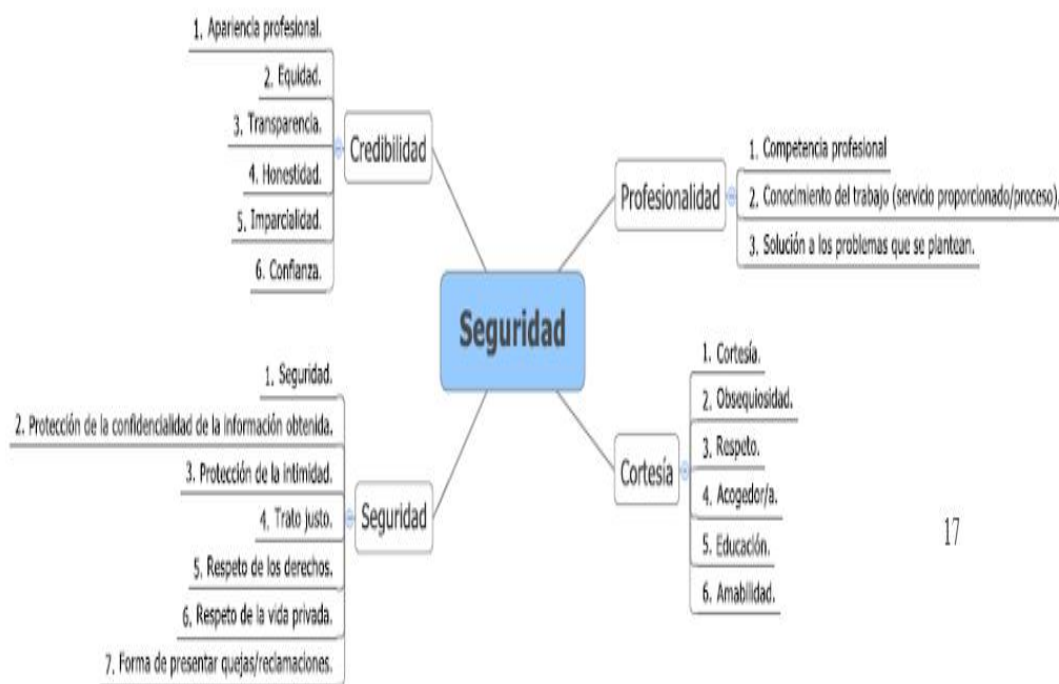 Seguridad
Credibilidad
1. Apariencia profesional.
2. Equidad.
3. Transparencia.
4. Honestidad.
5. Imparcialidad.
6. Confianza.
Profesionalidad
1. Competencia profesional
2. Conocimiento del trabajo (servicio proporcionado/proceso).
3. Solución a los problemas que se plantean.
Seguridad
1. Seguridad.
2. Protección de la confidencialidad de la información obtenida.
3. Protección de la intimidad.
4. Trato justo.
5. Respeto de los derechos.
6. Respeto de la vida privada.
7. Forma de presentar quejas/reclamaciones.
Cortesía
1. Cortesía.
2. Obsequiosidad.
3. Respeto.
4. Acogedor/a.
5. Educación.
6. Amabilidad.
17